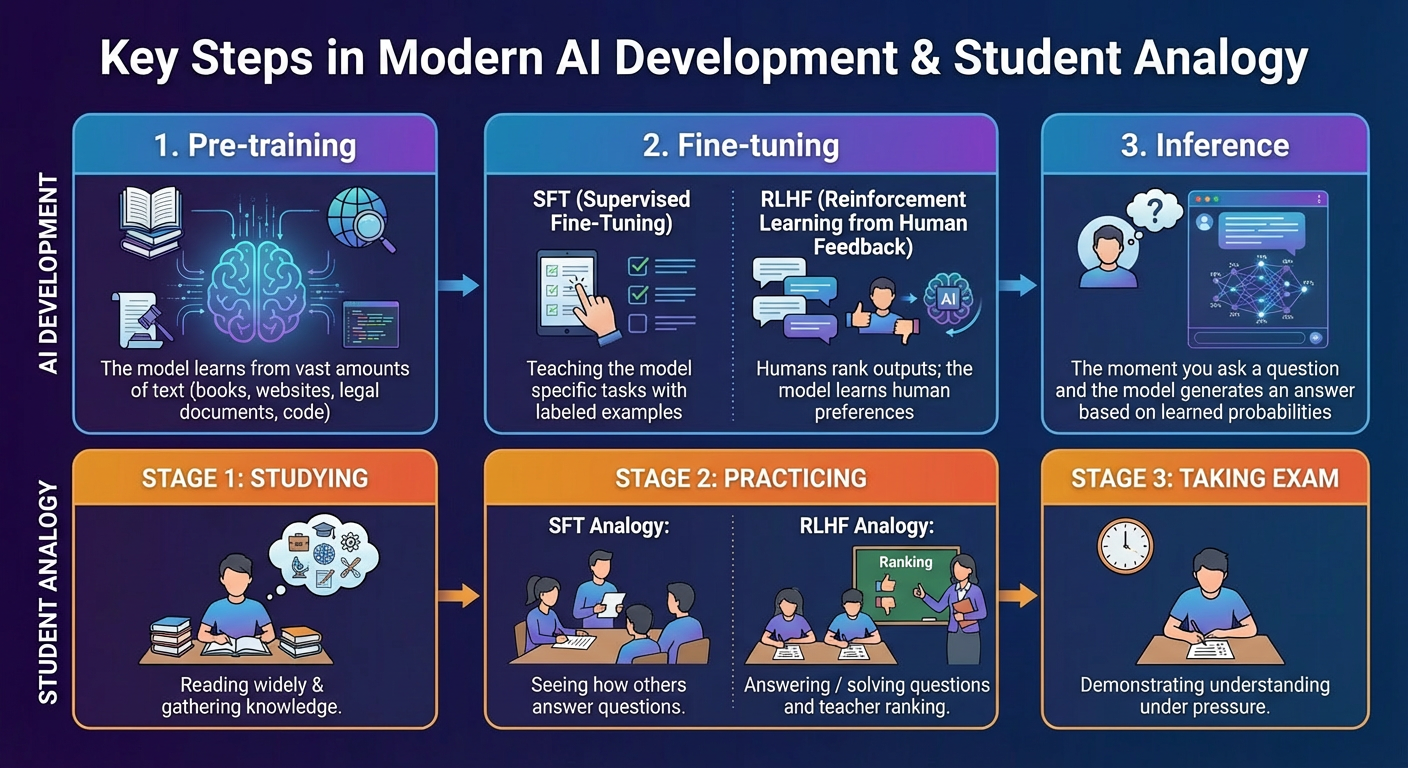 Key Steps in Modern AI Development & Student Analogy
AI DEVELOPMENT
1. Pre-training
The model learns from vast amounts
of text (books, websites, legal
documents, code)
2. Fine-tuning
SFT (Supervised
Fine-Tuning)
Teaching the model
specific tasks with
labeled examples
RLHF (Reinforcement
Learning from Human
Feedback)
AI
Humans rank outputs; the
model learns human
preferences
3. Inference
?
The moment you ask a question
and the model generates an answer
based on learned probabilities
STUDENT ANALOGY
STAGE 1: STUDYING
Reading widely &
gathering knowledge.
STAGE 2: PRACTICING
SFT Analogy:
Seeing how others
answer questions.
RLHF Analogy:
Ranking
Answering / solving questions
and teacher ranking.
STAGE 3: TAKING EXAM
Demonstrating understanding
under pressure.